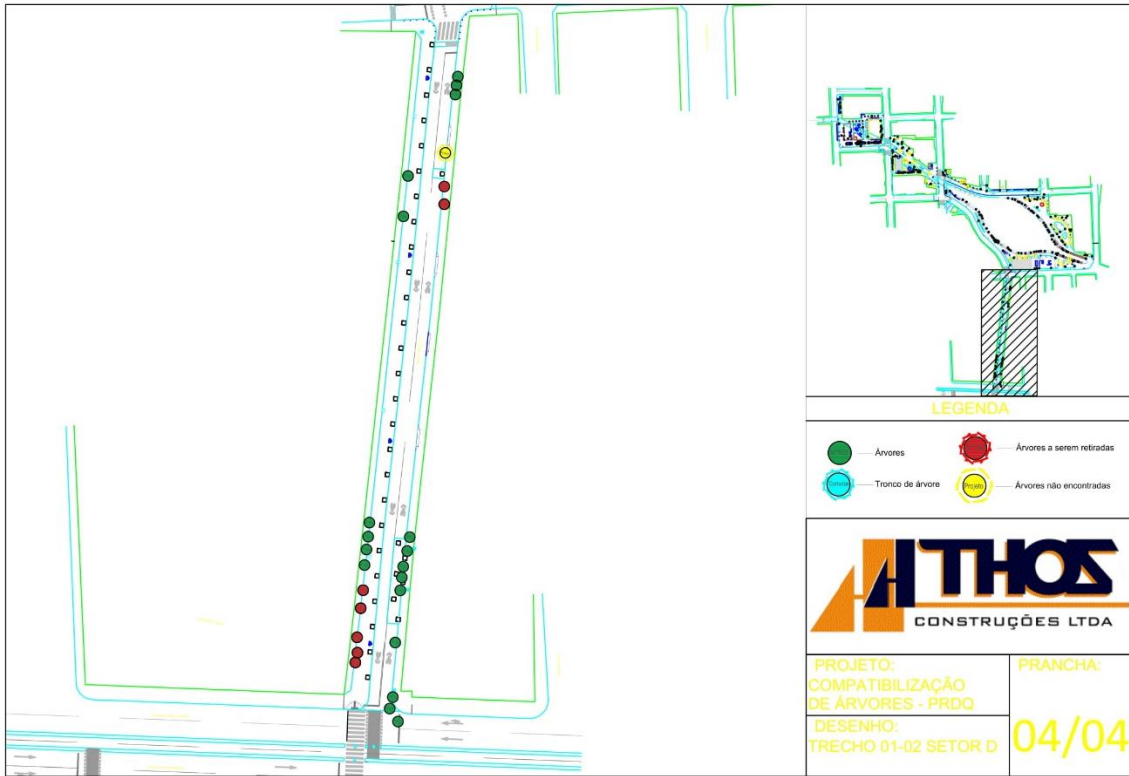 LEGENDA
Árvores
Árvores a serem retiradas
Tronco de árvore
Projeto
Árvores não encontradas
ATHOS
CONSTRUÇÕES LTDA
PROJETO:
COMPATIBILIZAÇÃO
DE ÁRVORES - PRDQ
PRANCHA:
04/04
DESENHO:
TRECHO 01-02 SETOR D